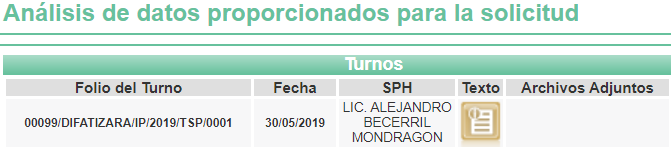 Análisis de datos proporcionados para la solicitud
Turnos
Folio del Turno Fecha SPH Texto Archivos Adjuntos
00099/DIFATIZARA/IP/2019/TSP/0001 30/05/2019 LIC. ALEJANDRO
BECERRIL
MONDRAGON